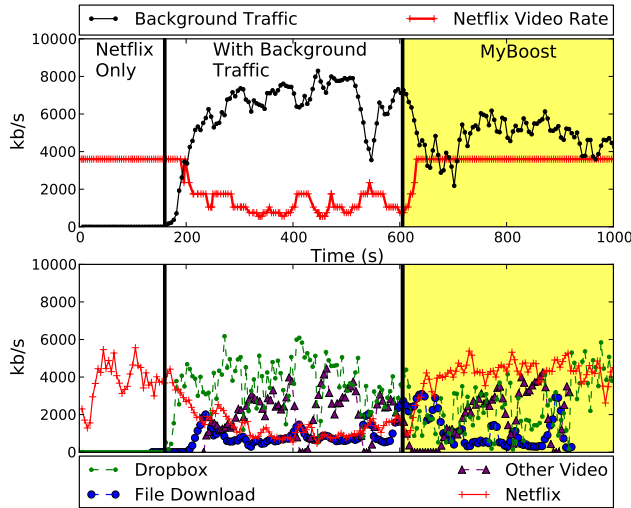 Background Traffic
Netflix Video Rate
Netflix Only
With Background Traffic
MyBoost
10000
8000
6000
4000
2000
0
kb/s
0
200
400
600
800
1000
Time (s)
10000
8000
6000
4000
2000
0
kb/s
Dropbox
File Download
Other Video
Netflix